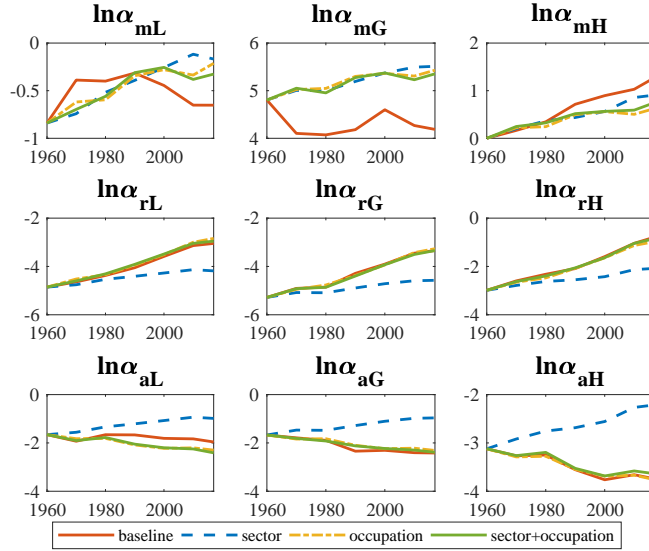 lnα_mL lnα_mG lnα_mH
0 6 2
-0.5 5 1
-1 4 0
1960 1980 2000 1960 1980 2000 1960 1980 2000
lnα_rL lnα_rG lnα_rH
-2 -2 0
-4 -4 -2
-6 -6 -4
1960 1980 2000 1960 1980 2000 1960 1980 2000
lnα_aL lnα_aG lnα_aH
0 0 -2
-2 -2 -3
-4 -4 -4
1960 1980 2000 1960 1980 2000 1960 1980 2000
baseline sector occupation sector+occupation